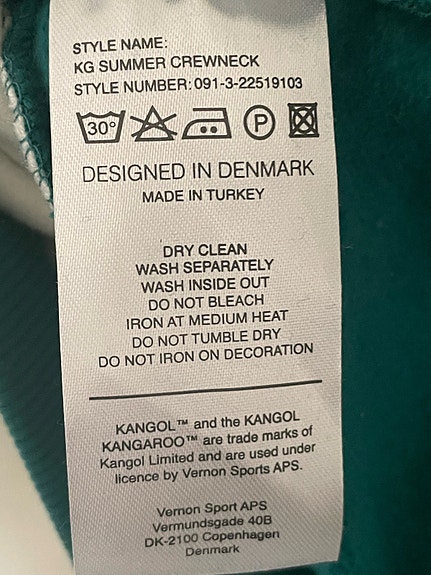 STYLE NAME:
KG SUMMER CREWNECK
STYLE NUMBER: 091-3-22519103
30° P
DESIGNED IN DENMARK
MADE IN TURKEY
DRY CLEAN
WASH SEPARATELY
WASH INSIDE OUT
DO NOT BLEACH
IRON AT MEDIUM HEAT
DO NOT TUMBLE DRY
DO NOT IRON ON DECORATION
KANGOL™ and the KANGOL
KANGAROO™ are trade marks of
Kangol Limited and are used under
licence by Vernon Sports APS.
Vernon Sport APS
Vermundsgade 40B
DK-2100 Copenhagen
Denmark